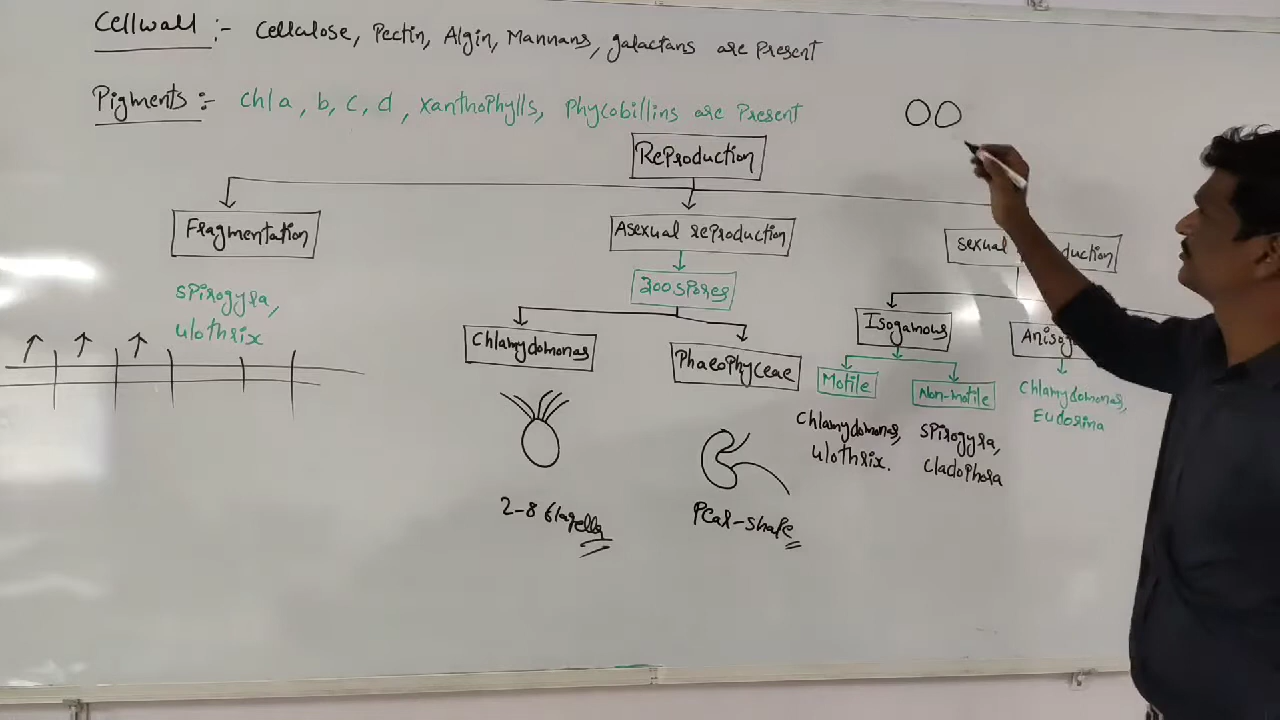 Cellwall :- Cellulose, Pectin, Algin, Mannans, galactans are Present
Pigments :- Chl a, b, c, d, Xanthophylls, Phycobillins are Present
Reproduction
Fragmentation
Asexual reproduction
sexual
duction
Spirogyra,
Ulothrix
Zoospores
Chlamydomonas
Phaeophyceae
Isogamous
Anisog
Motile
Non-motile
Chlamydomonas,
Ulothrix.
Spirogyra,
Cladophora
Chlamydomonas,
Eudorina
2-8 flagella
Pear-shape